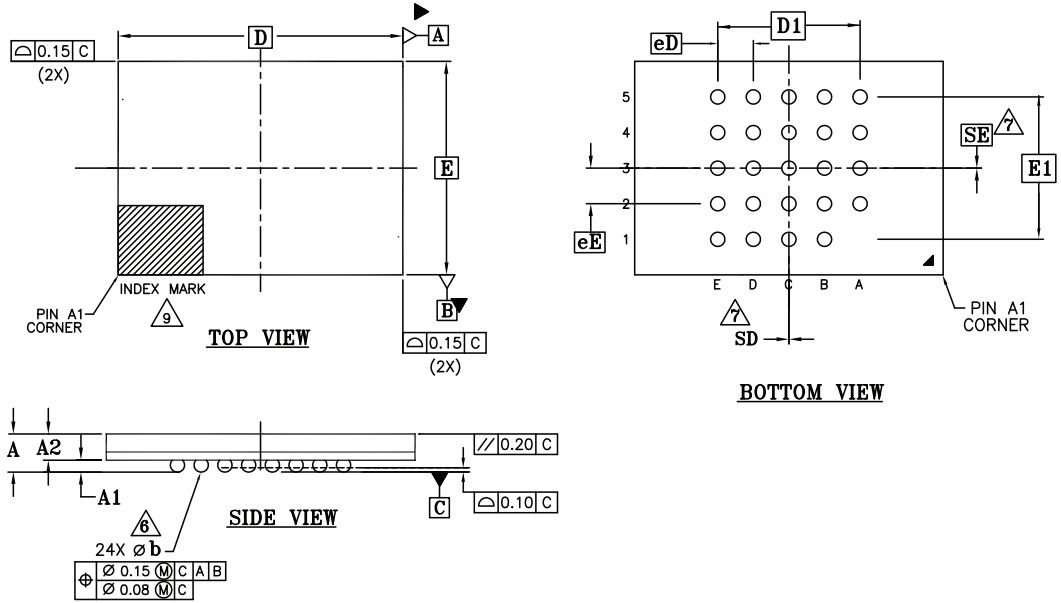 D
A
⌓ 0.15 C
(2X)
E
INDEX MARK
PIN A1
CORNER
9
B
TOP VIEW
⌓ 0.15 C
(2X)
D1
eD
5
4
3
2
1
7
SE
E1
eE
E D C B A
7
SD
PIN A1
CORNER
BOTTOM VIEW
A
A2
// 0.20 C
A1
C
⌓ 0.10 C
SIDE VIEW
6
24X Ø b
⌖ Ø 0.15 Ⓜ C A B
Ø 0.08 Ⓜ C